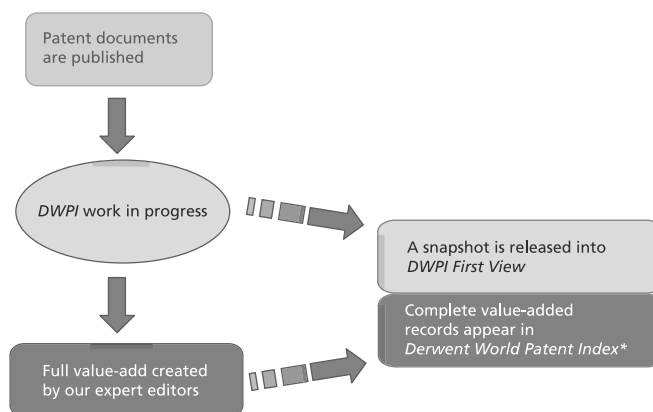 Patent documents
are published
DWPI work in progress
A snapshot is released into
DWPI First View
Complete value-added
records appear in
Derwent World Patent Index*
Full value-add created
by our expert editors